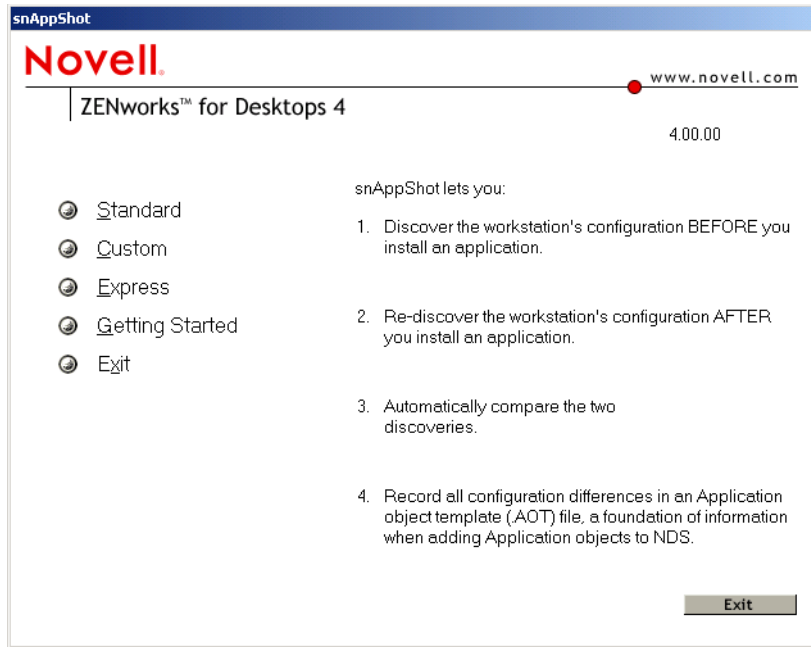 snAppShot
Novell.
www.novell.com
ZENworks™ for Desktops 4
4.00.00
Standard
Custom
Express
Getting Started
Exit
snAppShot lets you:
1. Discover the workstation's configuration BEFORE you
install an application.
2. Re-discover the workstation's configuration AFTER
you install an application.
3. Automatically compare the two
discoveries.
4. Record all configuration differences in an Application
object template (.AOT) file, a foundation of information
when adding Application objects to NDS.
Exit